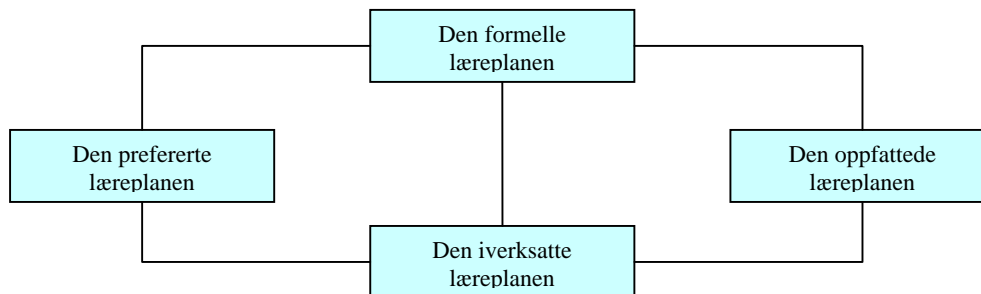 Den formelle
læreplanen
Den prefererte
læreplanen
Den oppfattede
læreplanen
Den iverksatte
læreplanen